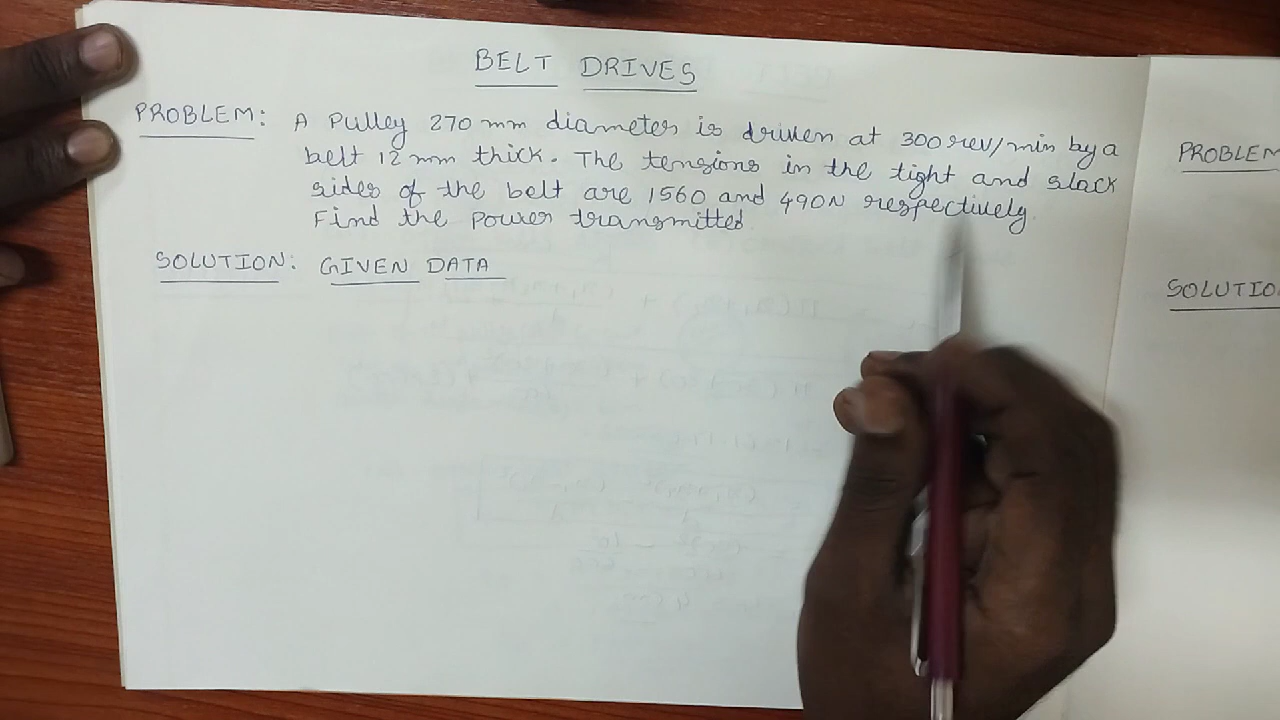 BELT DRIVES
PROBLEM: A Pulley 270 mm diameter is driven at 300 rev/min by a
belt 12 mm thick. The tensions in the tight and slack
sides of the belt are 1560 and 490N respectively.
Find the Power transmitted
SOLUTION: GIVEN DATA
PROBLEM
SOLUTIO